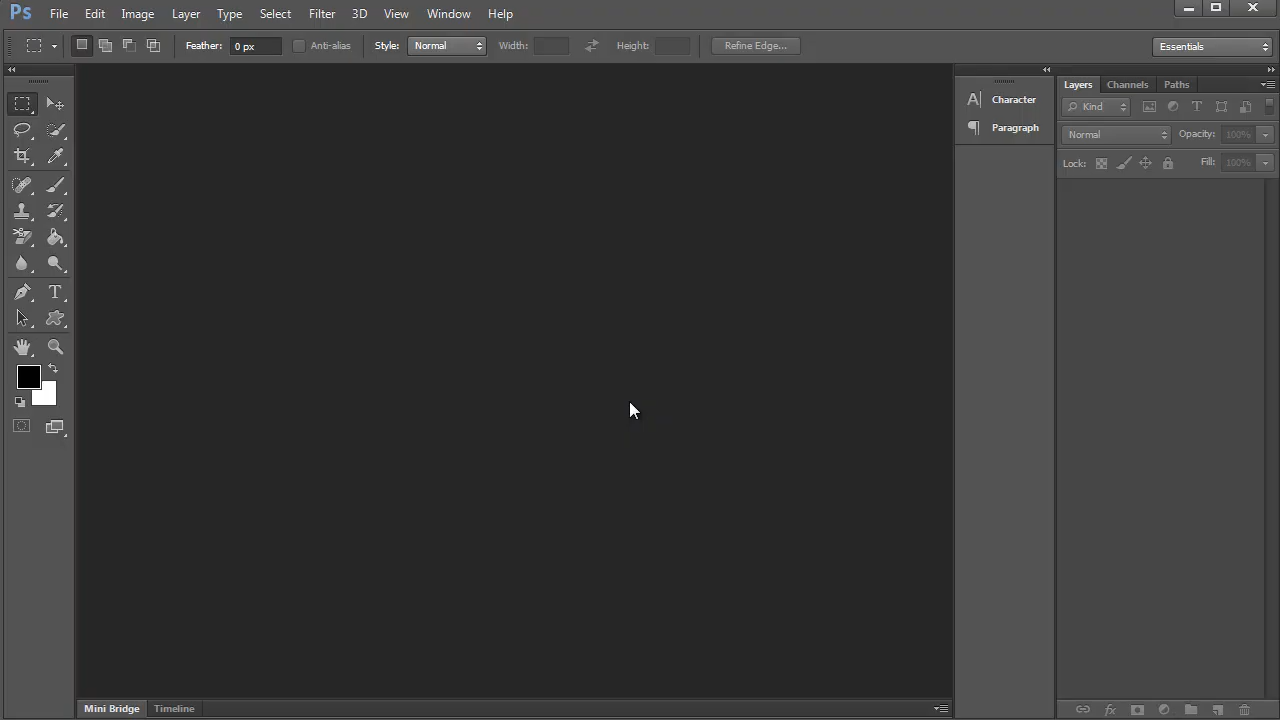 Ps File Edit Image Layer Type Select Filter 3D View Window Help
Feather: 0 px Anti-alias Style: Normal Width: Height: Refine Edge... Essentials
Layers Channels Paths
Character
Kind
Paragraph
Normal Opacity: 100%
Lock: Fill: 100%
Mini Bridge Timeline